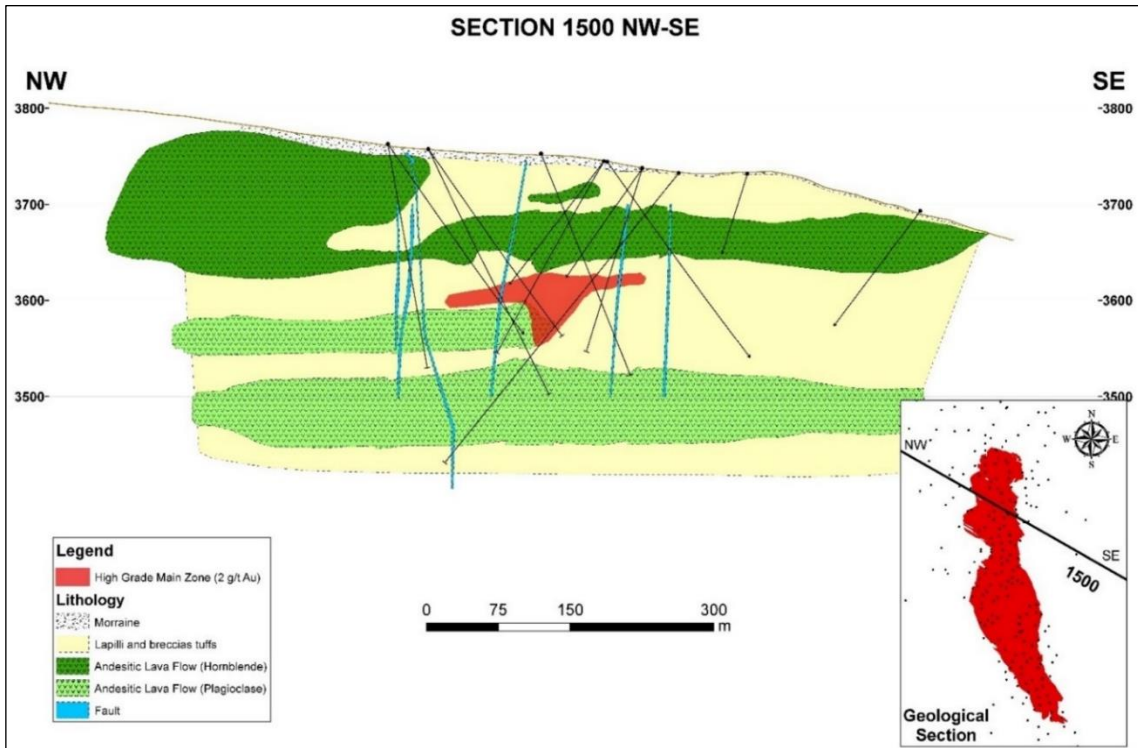 SECTION 1500 NW-SE
NW
SE
3800
3800
3700
3700
3600
3600
3500
3500
Legend
High Grade Main Zone (2 g/t Au)
Lithology
Morraine
Lapilli and breccias tuffs
Andesitic Lava Flow (Hornblende)
Andesitic Lava Flow (Plagioclase)
Fault
0 75 150 300
m
N
W E
S
NW
SE
1500
Geological
Section